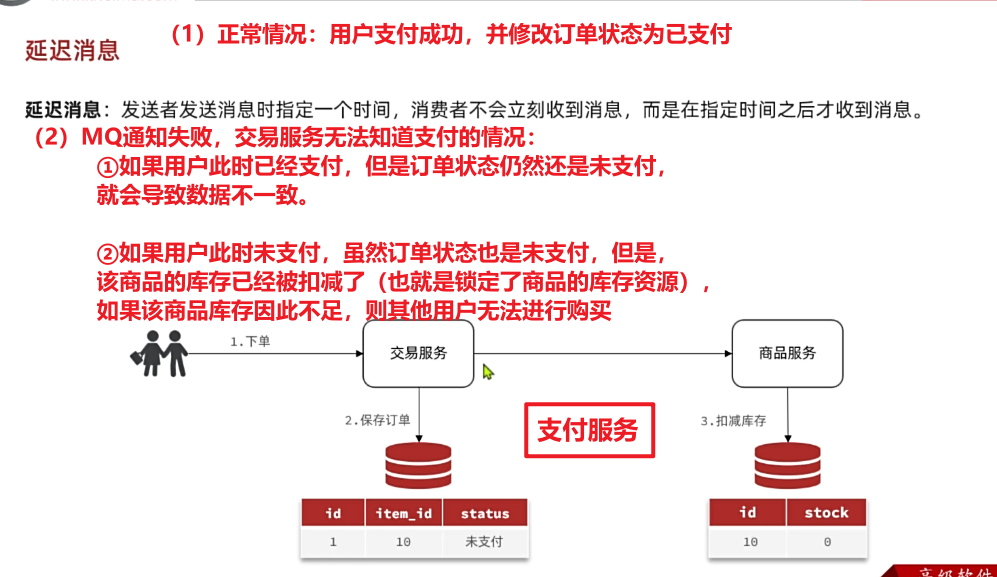 （1）正常情况：用户支付成功，并修改订单状态为已支付
延迟消息
延迟消息：发送者发送消息时指定一个时间，消费者不会立刻收到消息，而是在指定时间之后才收到消息。
（2）MQ通知失败，交易服务无法知道支付的情况：
①如果用户此时已经支付，但是订单状态仍然还是未支付，
就会导致数据不一致。
②如果用户此时未支付，虽然订单状态也是未支付，但是，
该商品的库存已经被扣减了（也就是锁定了商品的库存资源），
如果该商品库存因此不足，则其他用户无法进行购买
1.下单
交易服务
商品服务
2.保存订单
支付服务
3.扣减库存
id item_id status
1 10 未支付
id stock
10 0